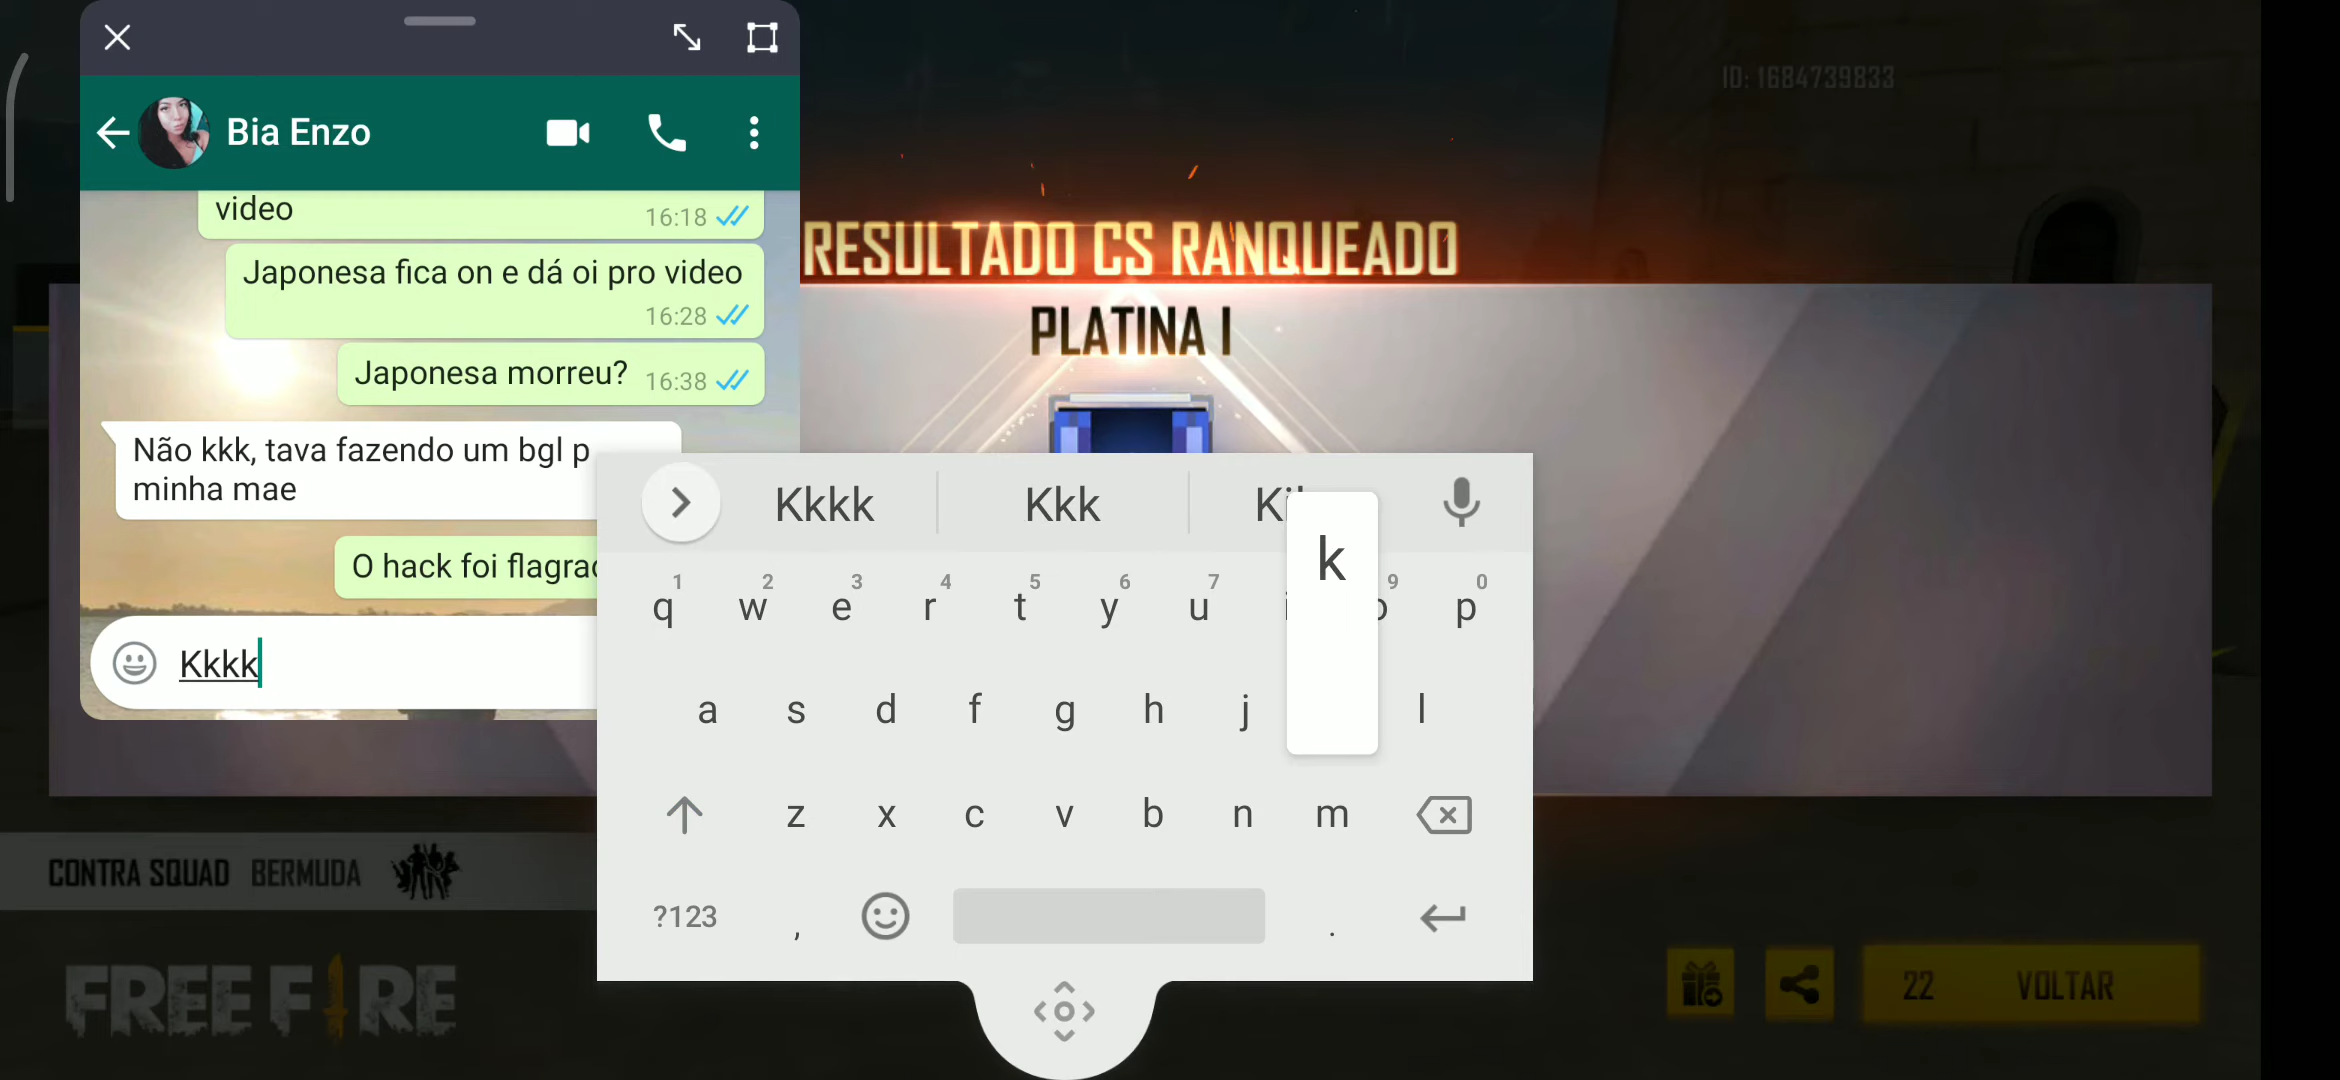 ID: 1684739833
Bia Enzo
video
16:18
Japonesa fica on e dá oi pro video
16:28
Japonesa morreu? 16:38
Não kkk, tava fazendo um bgl p
minha mae
O hack foi flagrad
Kkkk
RESULTADO CS RANQUEADO
PLATINA I
Kkkk Kkk
k
1 2 3 4 5 6 7 9 0
q w e r t y u i o p
a s d f g h j l
z x c v b n m
?123 , .
CONTRA SQUAD BERMUDA
FREE FIRE
22 VOLTAR